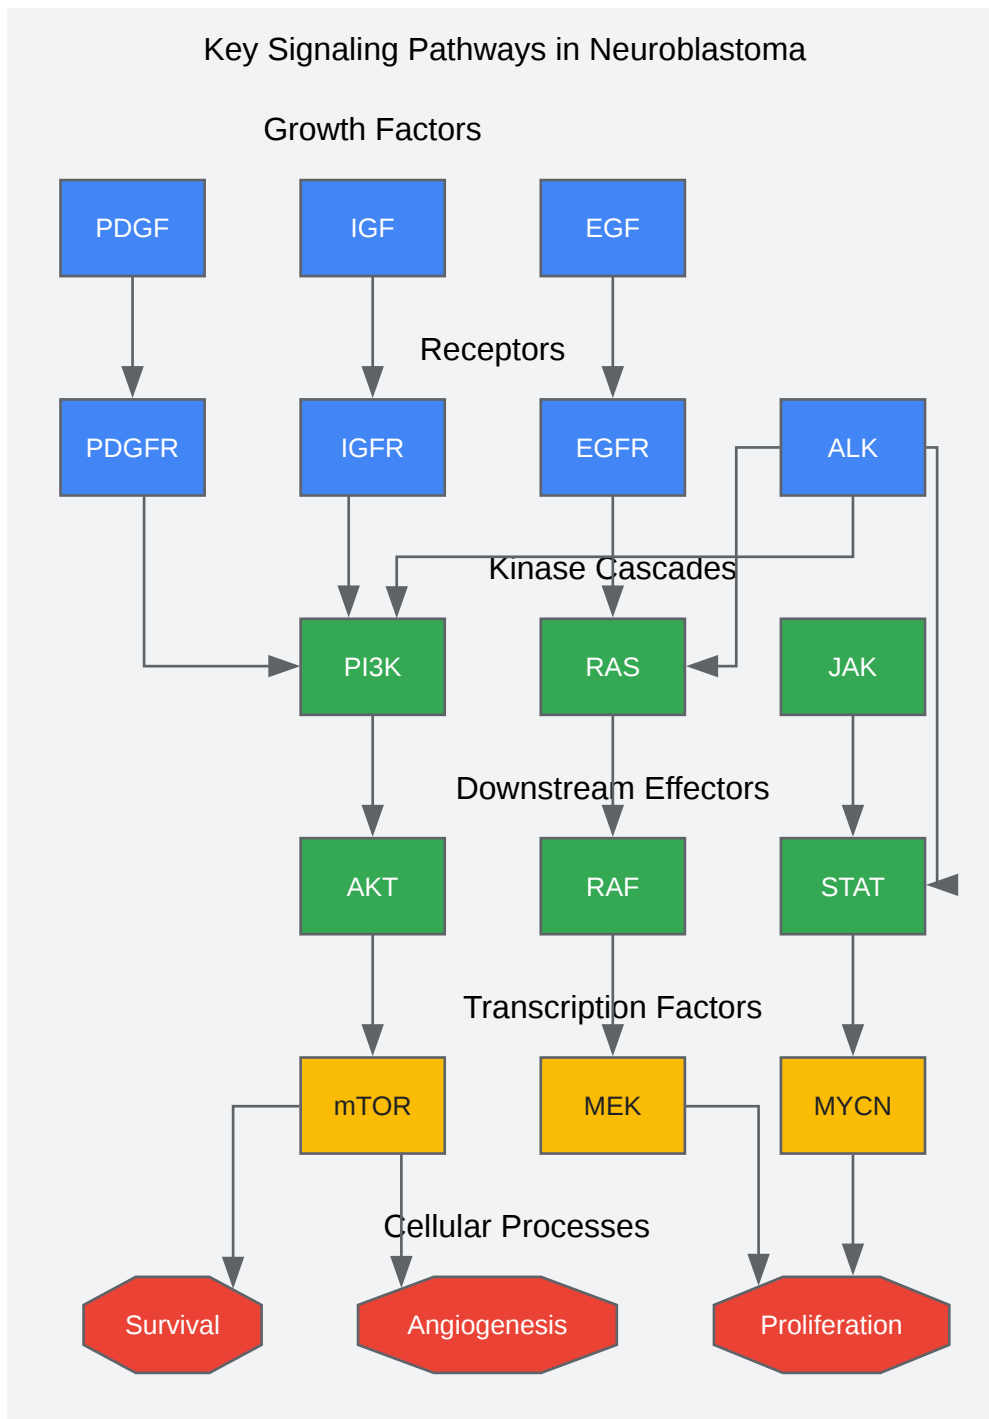 Key Signaling Pathways in Neuroblastoma
Growth Factors
PDGF
IGF
EGF
Receptors
PDGFR
IGFR
EGFR
ALK
Kinase Cascades
PI3K
RAS
JAK
Downstream Effectors
AKT
RAF
STAT
Transcription Factors
mTOR
MEK
MYCN
Cellular Processes
Survival
Angiogenesis
Proliferation